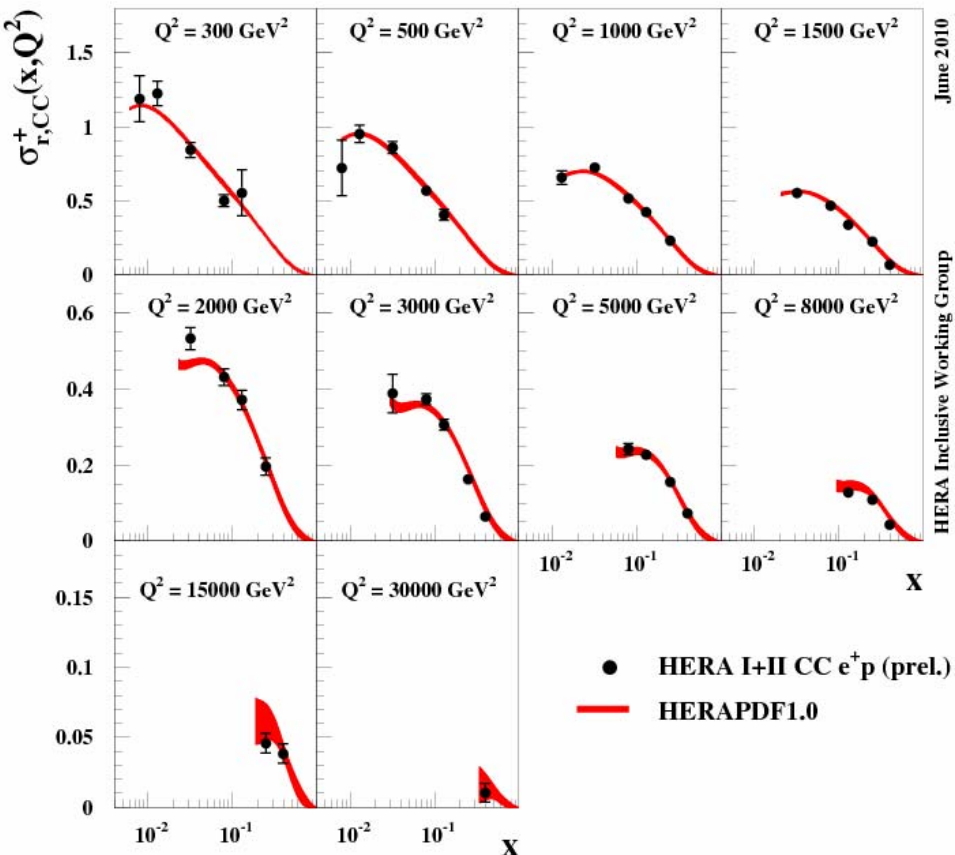 σ⁺r,CC(x,Q²)
June 2010
HERA Inclusive Working Group
Q² = 300 GeV²
Q² = 500 GeV²
Q² = 1000 GeV²
Q² = 1500 GeV²
1.5
1
0.5
0
Q² = 2000 GeV²
Q² = 3000 GeV²
Q² = 5000 GeV²
Q² = 8000 GeV²
0.6
0.4
0.2
0
10⁻² 10⁻¹ 10⁻² 10⁻¹
x
Q² = 15000 GeV²
Q² = 30000 GeV²
0.15
0.1
0.05
0
10⁻² 10⁻¹ 10⁻² 10⁻¹
x
HERA I+II CC e⁺p (prel.)
HERAPDF1.0